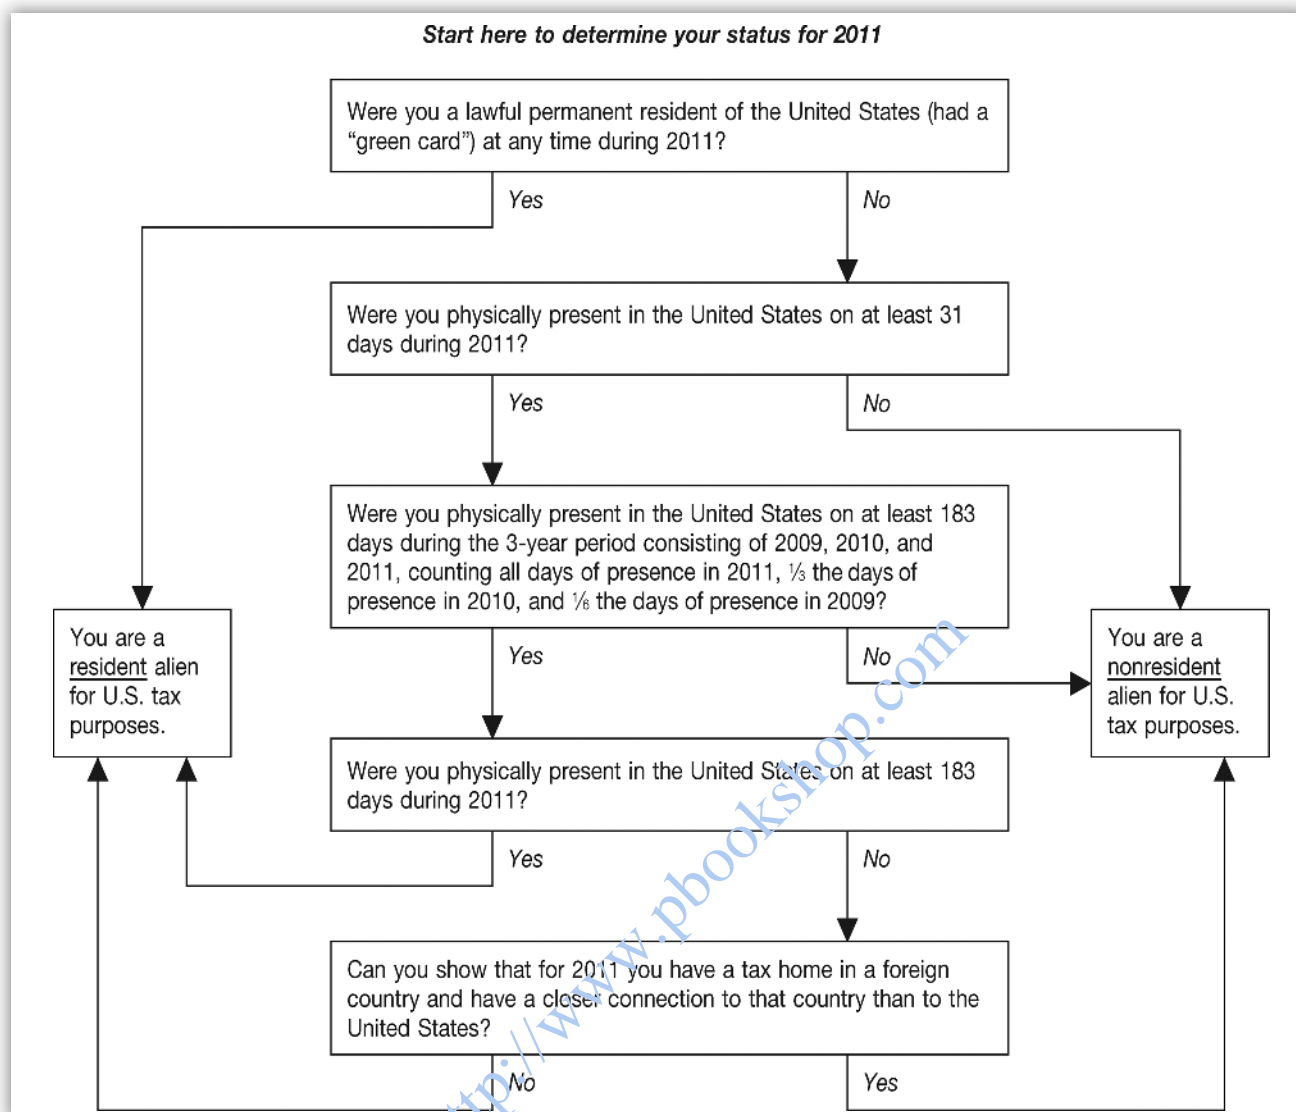 Start here to determine your status for 2011
Were you a lawful permanent resident of the United States (had a
“green card”) at any time during 2011?
Yes
No
Were you physically present in the United States on at least 31
days during 2011?
Yes
No
Were you physically present in the United States on at least 183
days during the 3-year period consisting of 2009, 2010, and
2011, counting all days of presence in 2011, ⅓ the days of
presence in 2010, and ⅙ the days of presence in 2009?
You are a
resident alien
for U.S. tax
purposes.
Yes
No
You are a
nonresident
alien for U.S.
tax purposes.
Were you physically present in the United States on at least 183
days during 2011?
Yes
No
Can you show that for 2011 you have a tax home in a foreign
country and have a closer connection to that country than to the
United States?
No
Yes
ttp://www.pbookshop.com